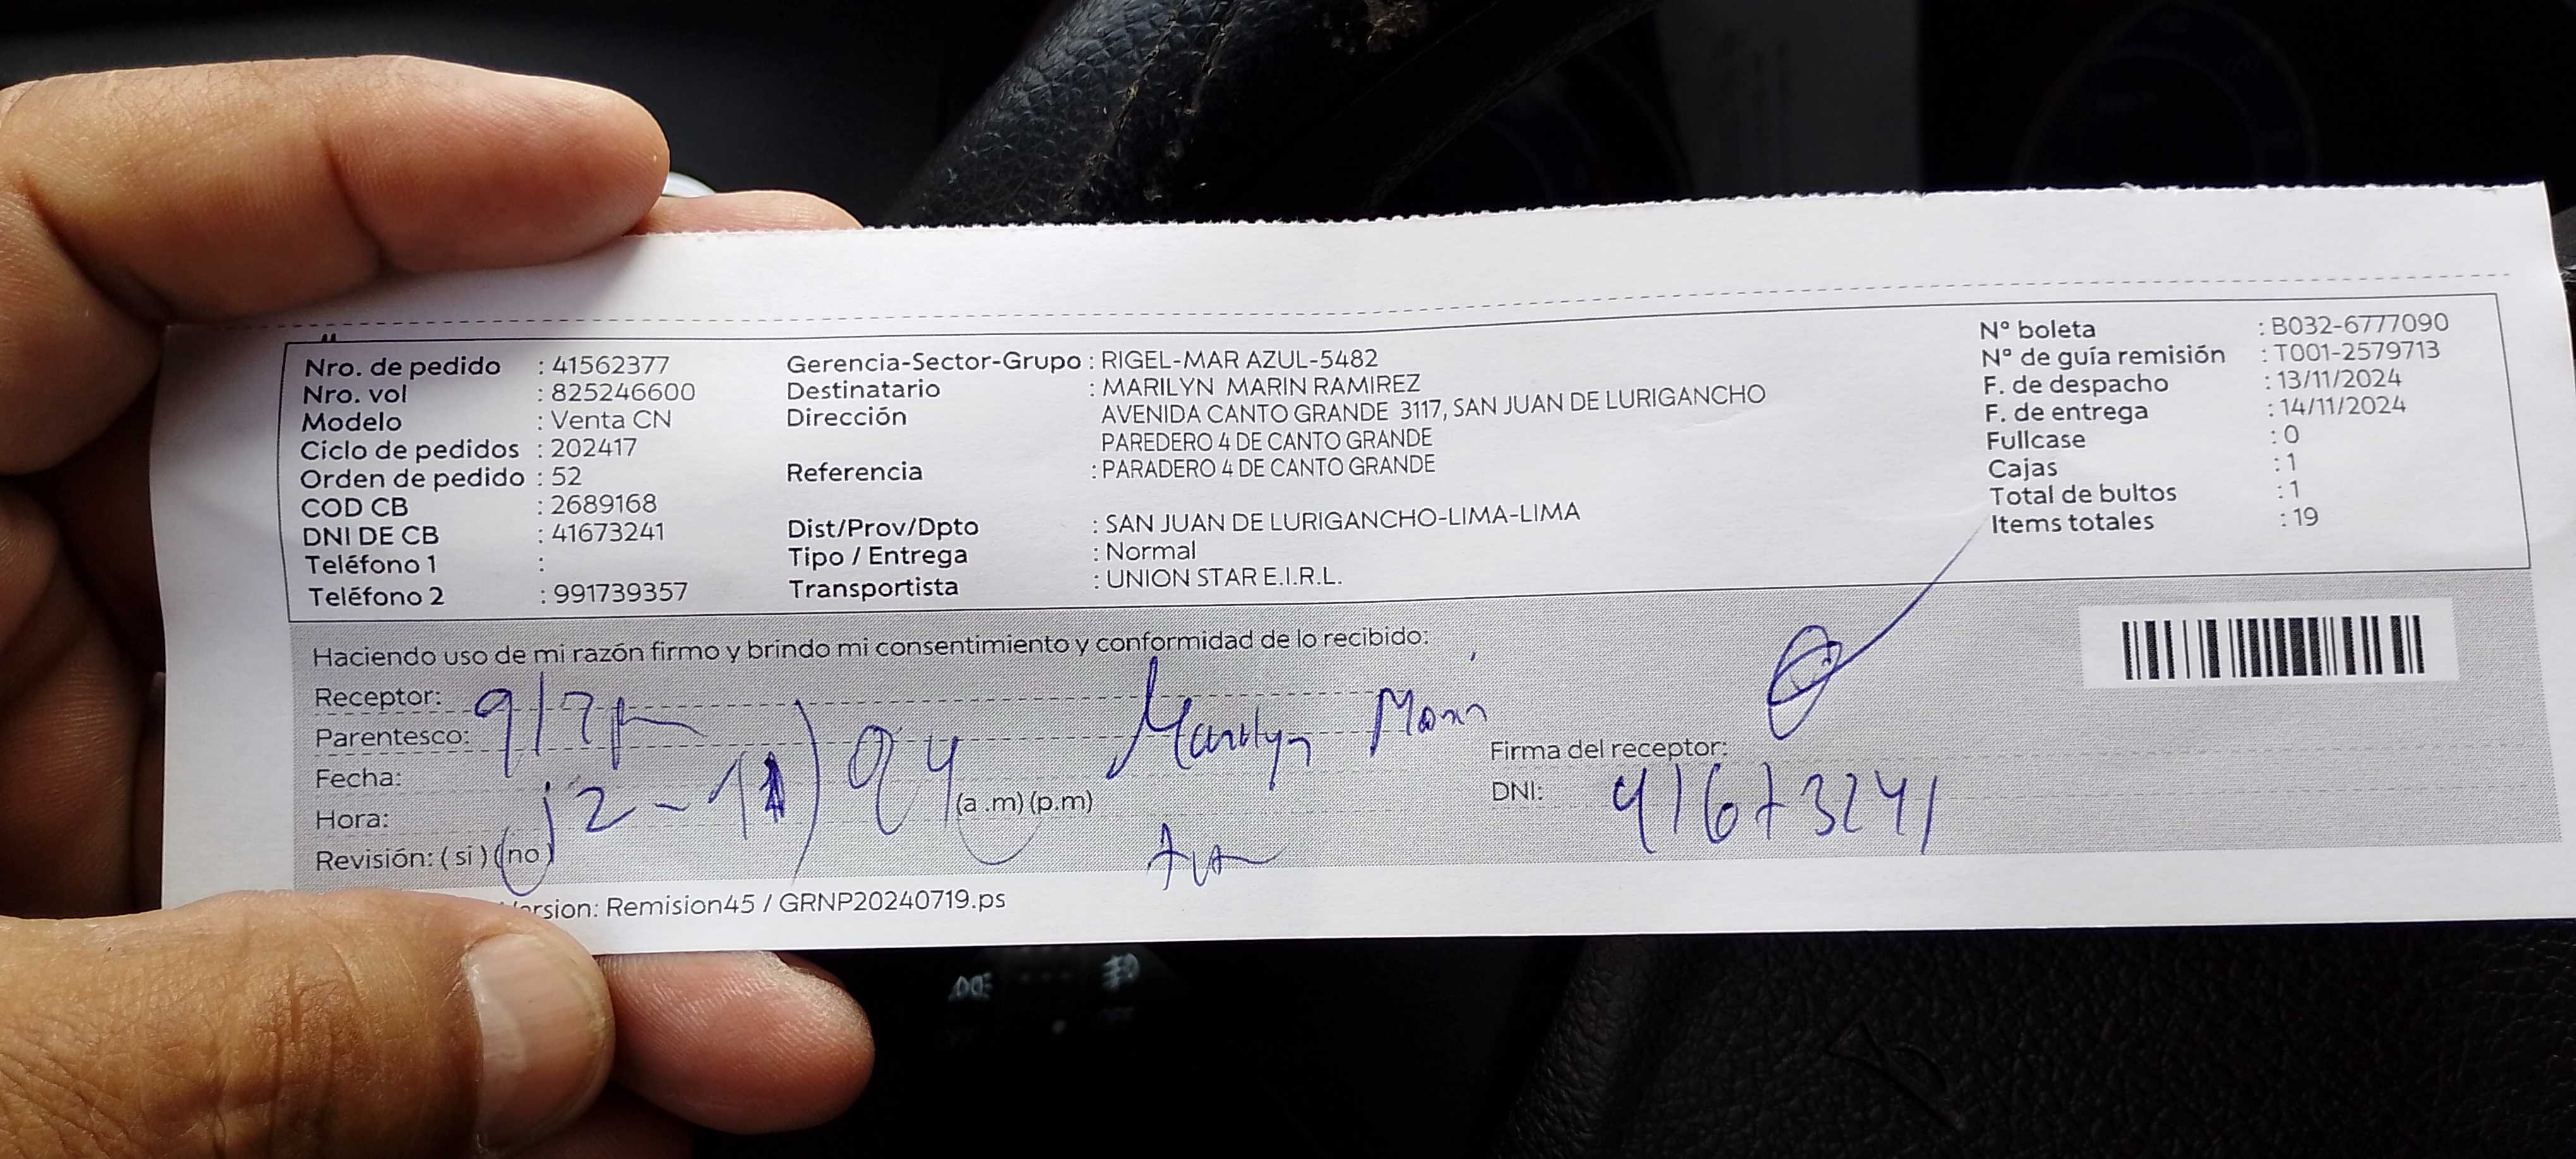 Nro. de pedido : 41562377
Nro. vol : 825246600
Modelo : Venta CN
Ciclo de pedidos : 202417
Orden de pedido : 52
COD CB : 2689168
DNI DE CB : 41673241
Teléfono 1 :
Teléfono 2 : 991739357
Gerencia-Sector-Grupo : RIGEL-MAR AZUL-5482
Destinatario : MARILYN MARIN RAMIREZ
Dirección AVENIDA CANTO GRANDE 3117, SAN JUAN DE LURIGANCHO
PAREDERO 4 DE CANTO GRANDE
Referencia : PARADERO 4 DE CANTO GRANDE
Dist/Prov/Dpto : SAN JUAN DE LURIGANCHO-LIMA-LIMA
Tipo / Entrega : Normal
Transportista : UNION STAR E.I.R.L.
Nº boleta : B032-6777090
Nº de guía remisión : T001-2579713
F. de despacho : 13/11/2024
F. de entrega : 14/11/2024
Fullcase : 0
Cajas : 1
Total de bultos : 1
Items totales : 19
Haciendo uso de mi razón firmo y brindo mi consentimiento y conformidad de lo recibido:
Receptor:
Parentesco:
Fecha:
Hora: (a .m) (p.m)
Revisión: ( si ) ( no )
Marilyn Marin
Firma del receptor:
DNI: 41673241
ersion: Remision45 / GRNP20240719.ps